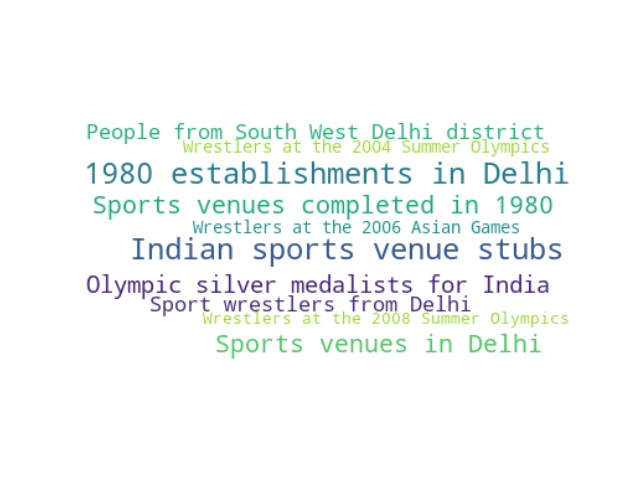 People from South West Delhi district
Wrestlers at the 2004 Summer Olympics
1980 establishments in Delhi
Sports venues completed in 1980
Wrestlers at the 2006 Asian Games
Indian sports venue stubs
Olympic silver medalists for India
Sport wrestlers from Delhi
Wrestlers at the 2008 Summer Olympics
Sports venues in Delhi